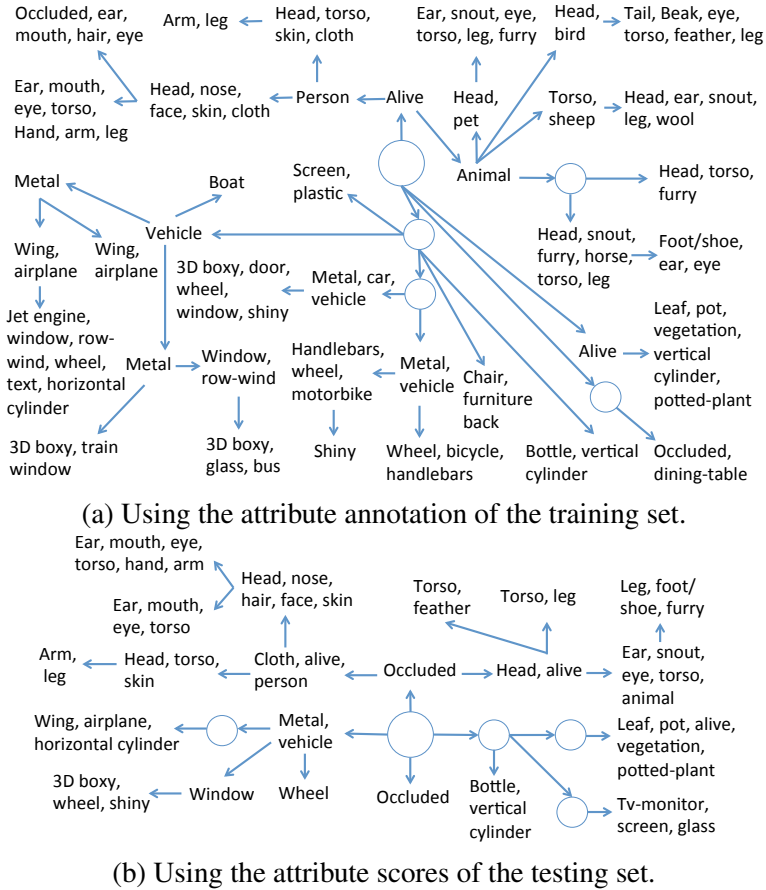 Occluded, ear,
mouth, hair, eye
Arm, leg
Head, torso,
skin, cloth
Ear, snout, eye,
torso, leg, furry
Head,
bird
Tail, Beak, eye,
torso, feather, leg
Ear, mouth,
eye, torso,
Hand, arm, leg
Head, nose,
face, skin, cloth
Person
Alive
Head,
pet
Torso,
sheep
Head, ear, snout,
leg, wool
Metal
Boat
Screen,
plastic
Animal
Head, torso,
furry
Vehicle
Wing,
airplane
Wing,
airplane
3D boxy, door,
wheel,
window, shiny
Metal, car,
vehicle
Head, snout,
furry, horse,
torso, leg
Foot/shoe,
ear, eye
Jet engine,
window, row-
wind, wheel,
text, horizontal
cylinder
Metal
Window,
row-wind
Handlebars,
wheel,
motorbike
Metal,
vehicle
Chair,
furniture
back
Alive
Leaf, pot,
vegetation,
vertical
cylinder,
potted-plant
3D boxy, train
window
3D boxy,
glass, bus
Shiny
Wheel, bicycle,
handlebars
Bottle, vertical
cylinder
Occluded,
dining-table
(a) Using the attribute annotation of the training set.
Ear, mouth, eye,
torso, hand, arm
Head, nose,
hair, face, skin
Torso,
feather
Torso, leg
Leg, foot/
shoe, furry
Ear, mouth,
eye, torso
Arm,
leg
Head, torso,
skin
Cloth, alive,
person
Occluded
Head, alive
Ear, snout,
eye, torso,
animal
Wing, airplane,
horizontal cylinder
Metal,
vehicle
Leaf, pot, alive,
vegetation,
potted-plant
3D boxy,
wheel, shiny
Window
Wheel
Occluded
Bottle,
vertical
cylinder
Tv-monitor,
screen, glass
(b) Using the attribute scores of the testing set.